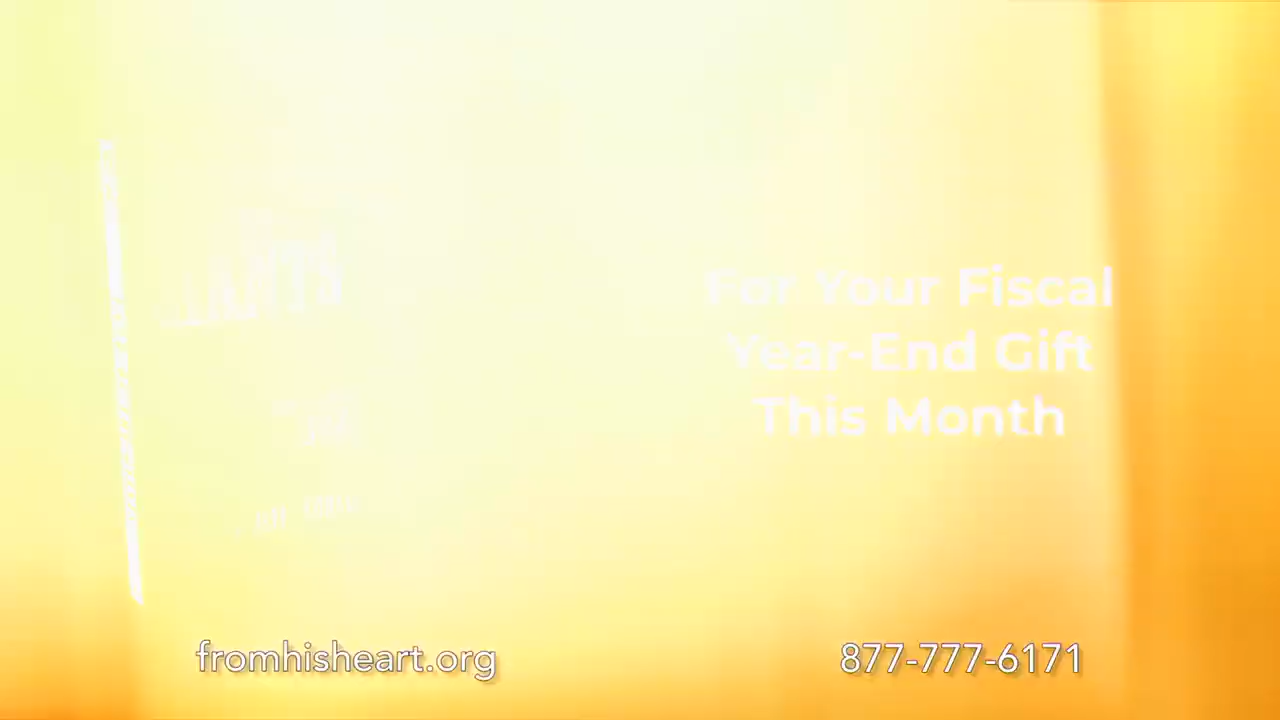 For Your Fiscal
Year-End Gift
This Month
fromhisheart.org
877-777-6171